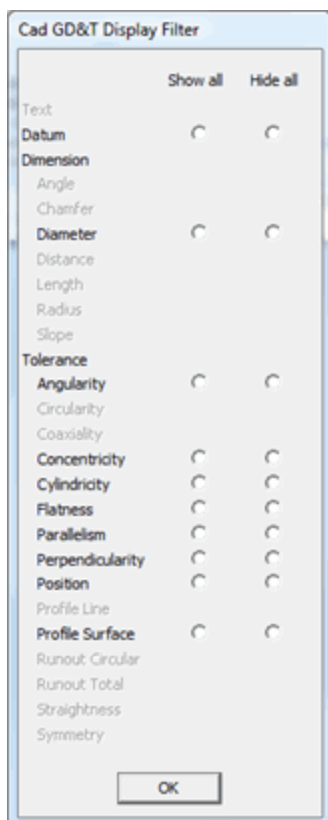 Cad GD&T Display Filter
Show all Hide all
Text
Datum
Dimension
Angle
Chamfer
Diameter
Distance
Length
Radius
Slope
Tolerance
Angularity
Circularity
Coaxiality
Concentricity
Cylindricity
Flatness
Parallelism
Perpendicularity
Position
Profile Line
Profile Surface
Runout Circular
Runout Total
Straightness
Symmetry
OK